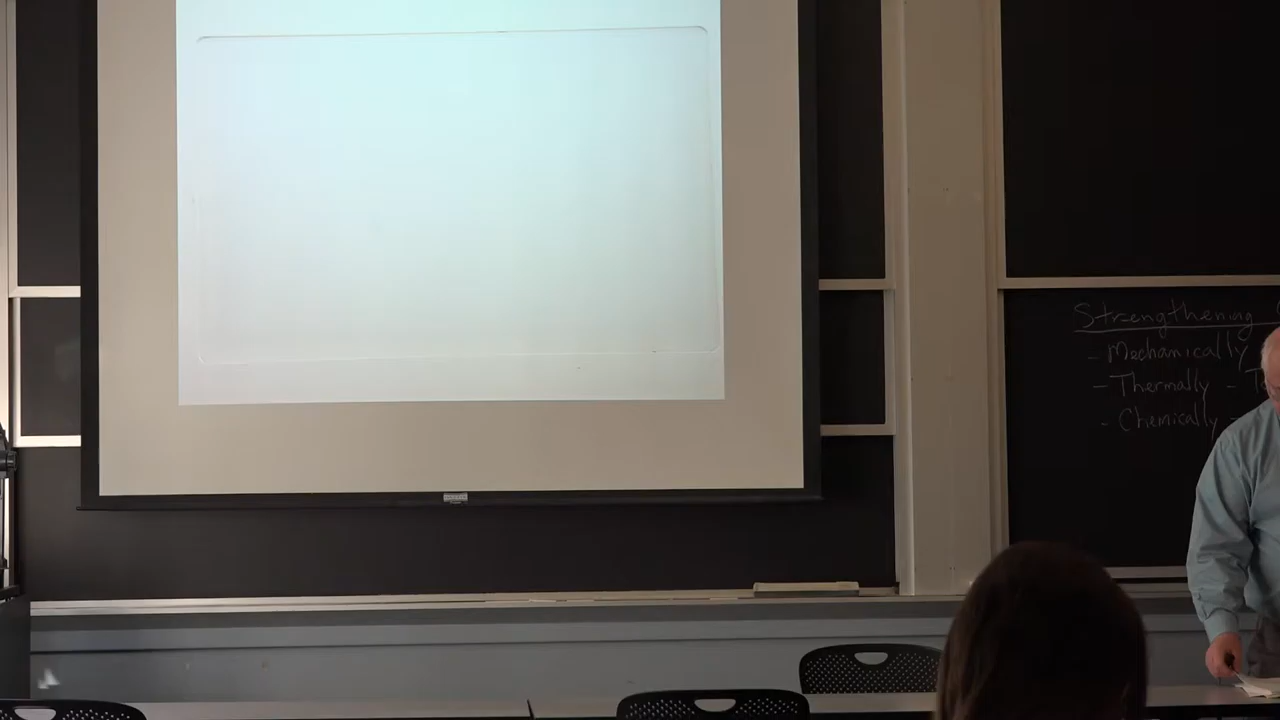 Strengthening
- Mechanically
- Thermally -
- Chemically -